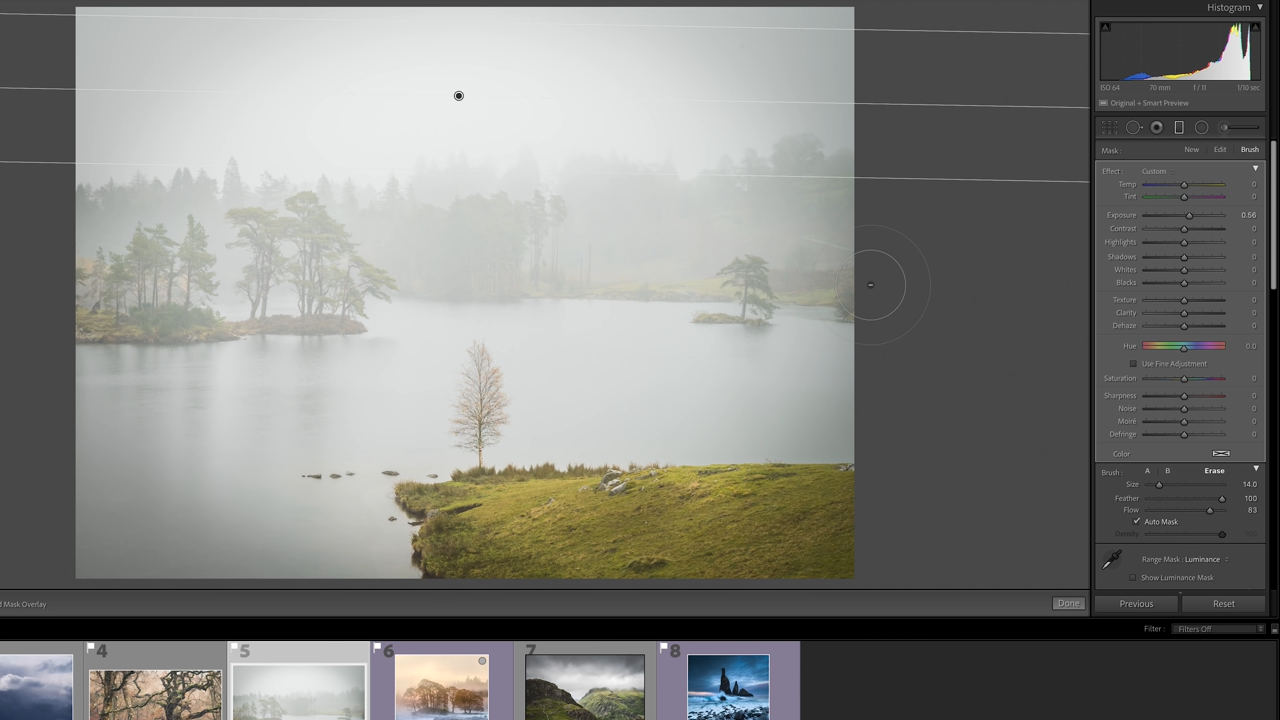 Histogram
ISO 64 70 mm f / 11 1/10 sec
Original + Smart Preview
Mask : New Edit Brush
Effect : Custom
Temp 0
Tint 0
Exposure 0.56
Contrast 0
Highlights 0
Shadows 0
Whites 0
Blacks 0
Texture 0
Clarity 0
Dehaze 0
Hue 0.0
Use Fine Adjustment
Saturation 0
Sharpness 0
Noise 0
Moiré 0
Defringe 0
Color
Brush : A B Erase
Size 14.0
Feather 100
Flow 83
Auto Mask
Density 100
Range Mask : Luminance
Show Luminance Mask
Mask Overlay Done Previous Reset
Filter : Filters Off
4 5 6 7 8